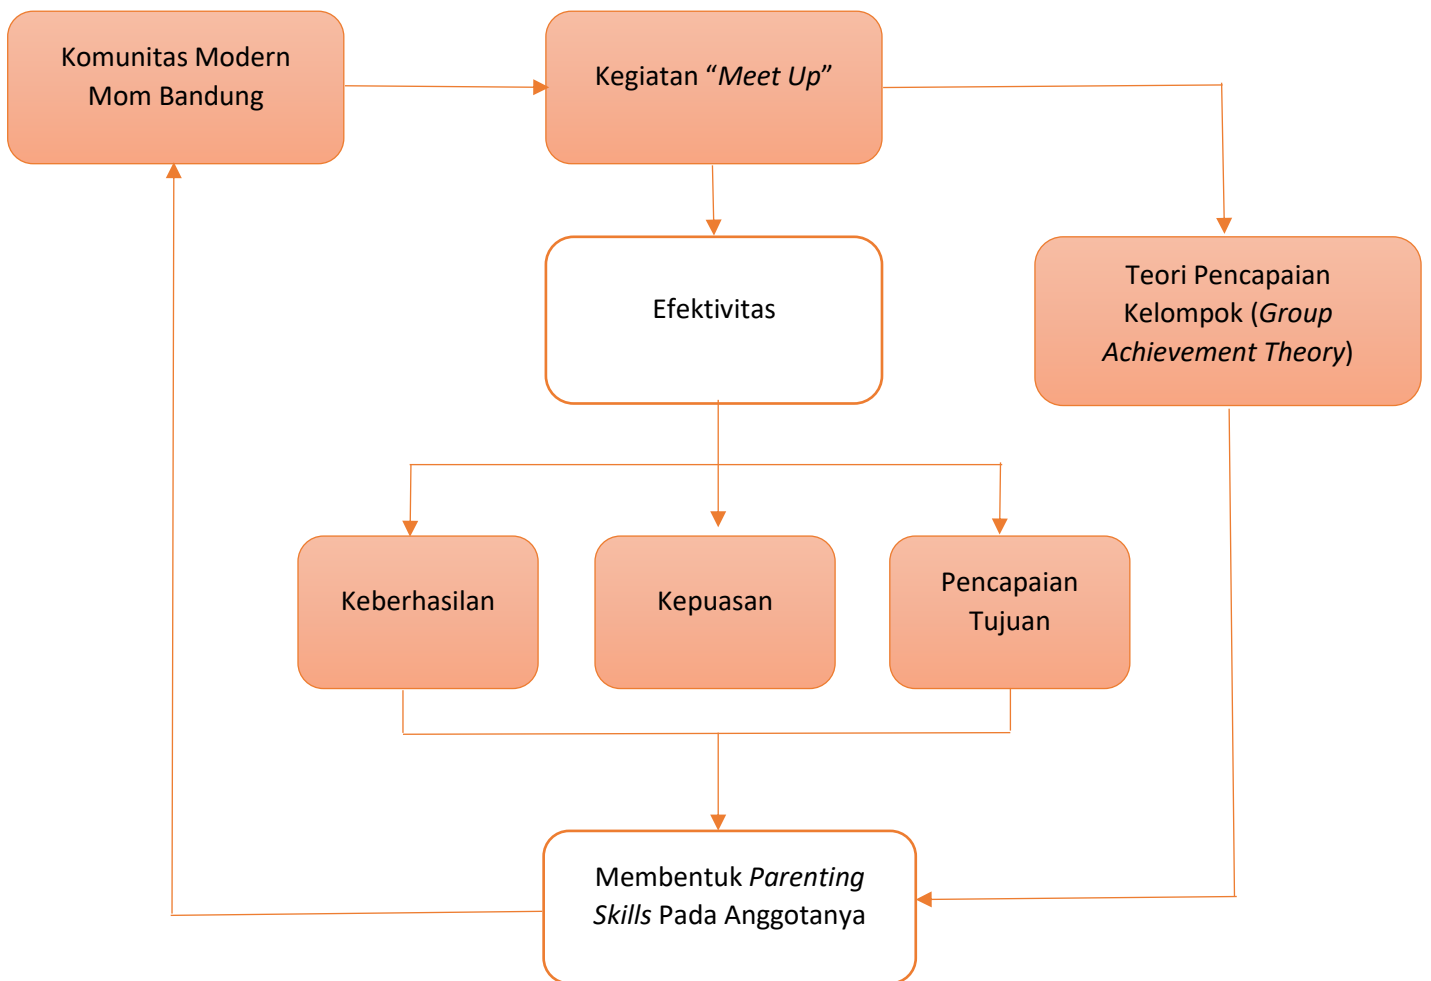 Komunitas Modern
Mom Bandung
Kegiatan “Meet Up”
Efektivitas
Teori Pencapaian
Kelompok (Group
Achievement Theory)
Keberhasilan
Kepuasan
Pencapaian
Tujuan
Membentuk Parenting
Skills Pada Anggotanya